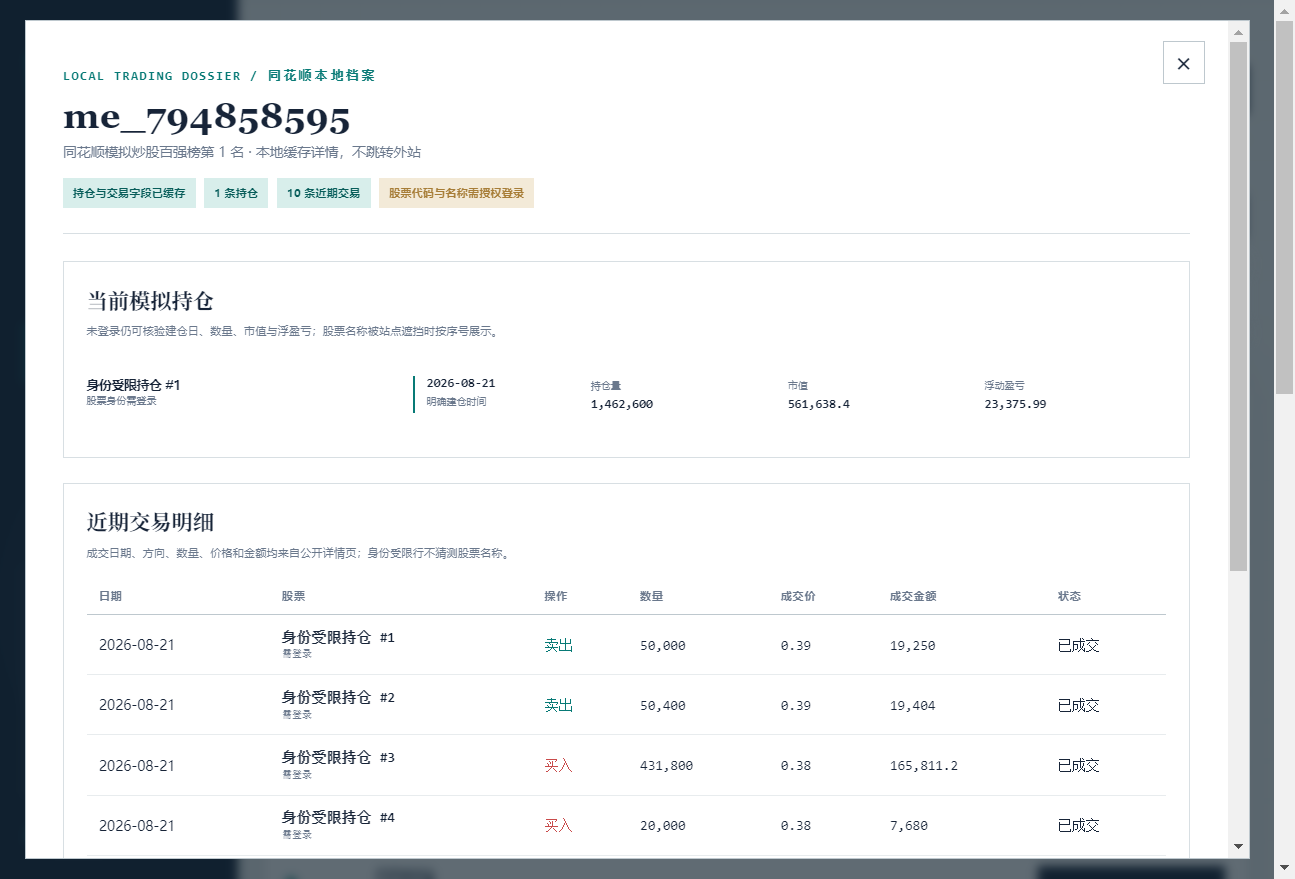 LOCAL TRADING DOSSIER / 同花顺本地档案
me_794858595
同花顺模拟炒股百强榜第 1 名 · 本地缓存详情，不跳转外站
持仓与交易字段已缓存 1 条持仓 10 条近期交易 股票代码与名称需授权登录
当前模拟持仓
未登录仍可核验建仓日、数量、市值与浮盈亏；股票名称被站点遮挡时按序号展示。
身份受限持仓 #1
股票身份需登录
2026-08-21
明确建仓时间
持仓量
1,462,600
市值
561,638.4
浮动盈亏
23,375.99
近期交易明细
成交日期、方向、数量、价格和金额均来自公开详情页；身份受限行不猜测股票名称。
日期 股票 操作 数量 成交价 成交金额 状态
2026-08-21 身份受限持仓 #1 卖出 50,000 0.39 19,250 已成交
需登录
2026-08-21 身份受限持仓 #2 卖出 50,400 0.39 19,404 已成交
需登录
2026-08-21 身份受限持仓 #3 买入 431,800 0.38 165,811.2 已成交
需登录
2026-08-21 身份受限持仓 #4 买入 20,000 0.38 7,680 已成交
需登录